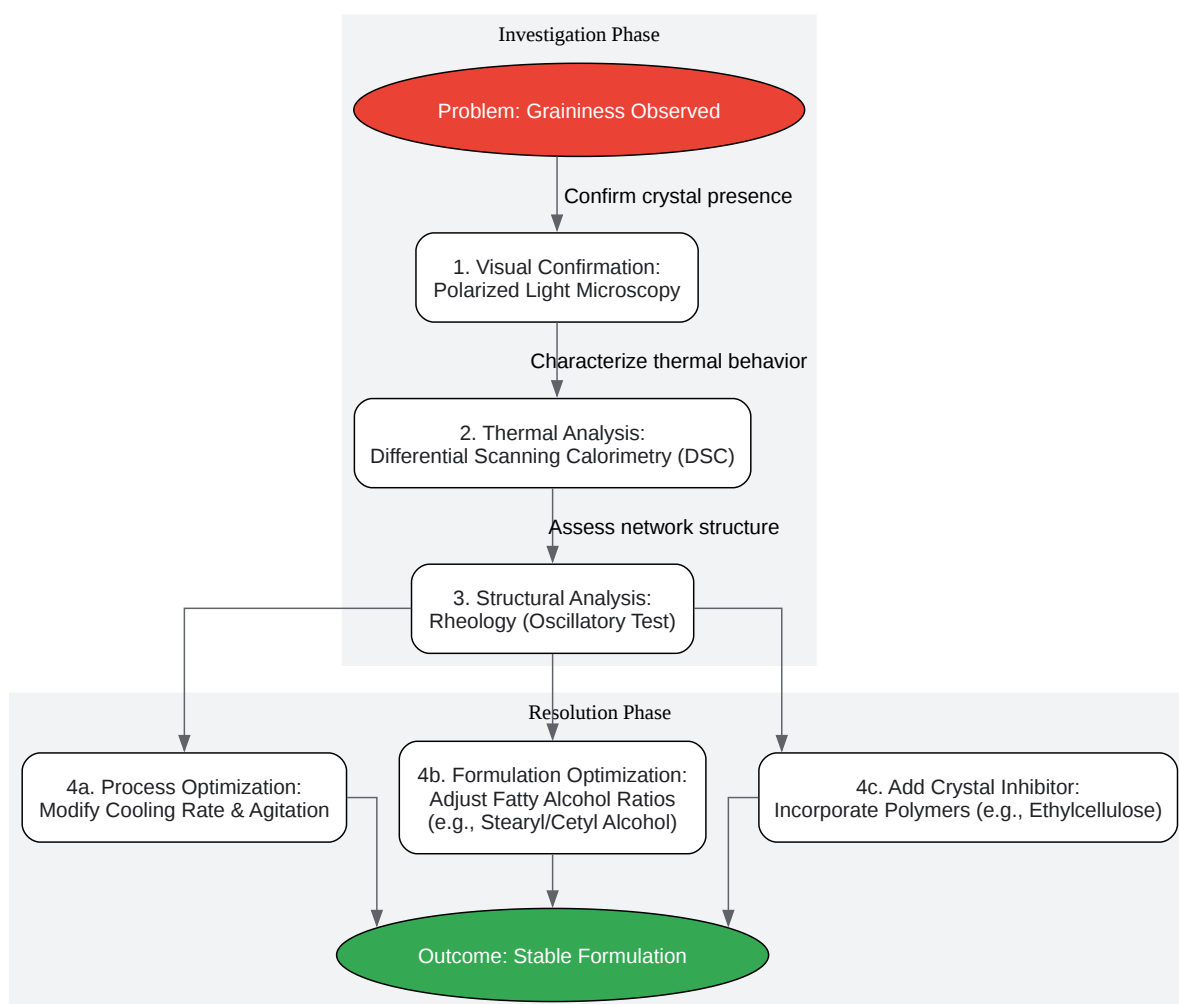 Investigation Phase
Problem: Graininess Observed
Confirm crystal presence
1. Visual Confirmation:
Polarized Light Microscopy
Characterize thermal behavior
2. Thermal Analysis:
Differential Scanning Calorimetry (DSC)
Assess network structure
3. Structural Analysis:
Rheology (Oscillatory Test)
Resolution Phase
4a. Process Optimization:
Modify Cooling Rate & Agitation
4b. Formulation Optimization:
Adjust Fatty Alcohol Ratios
(e.g., Stearyl/Cetyl Alcohol)
4c. Add Crystal Inhibitor:
Incorporate Polymers (e.g., Ethylcellulose)
Outcome: Stable Formulation